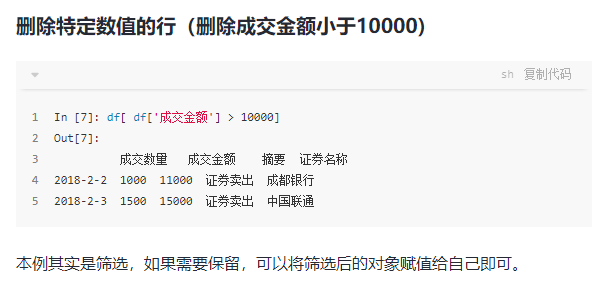 删除特定数值的行（删除成交金额小于10000）
sh 复制代码
1 In [7]: df[ df['成交金额'] > 10000]
2 Out[7]:
3 成交数量 成交金额 摘要 证券名称
4 2018-2-2 1000 11000 证券卖出 成都银行
5 2018-2-3 1500 15000 证券卖出 中国联通
本例其实是筛选，如果需要保留，可以将筛选后的对象赋值给自己即可。